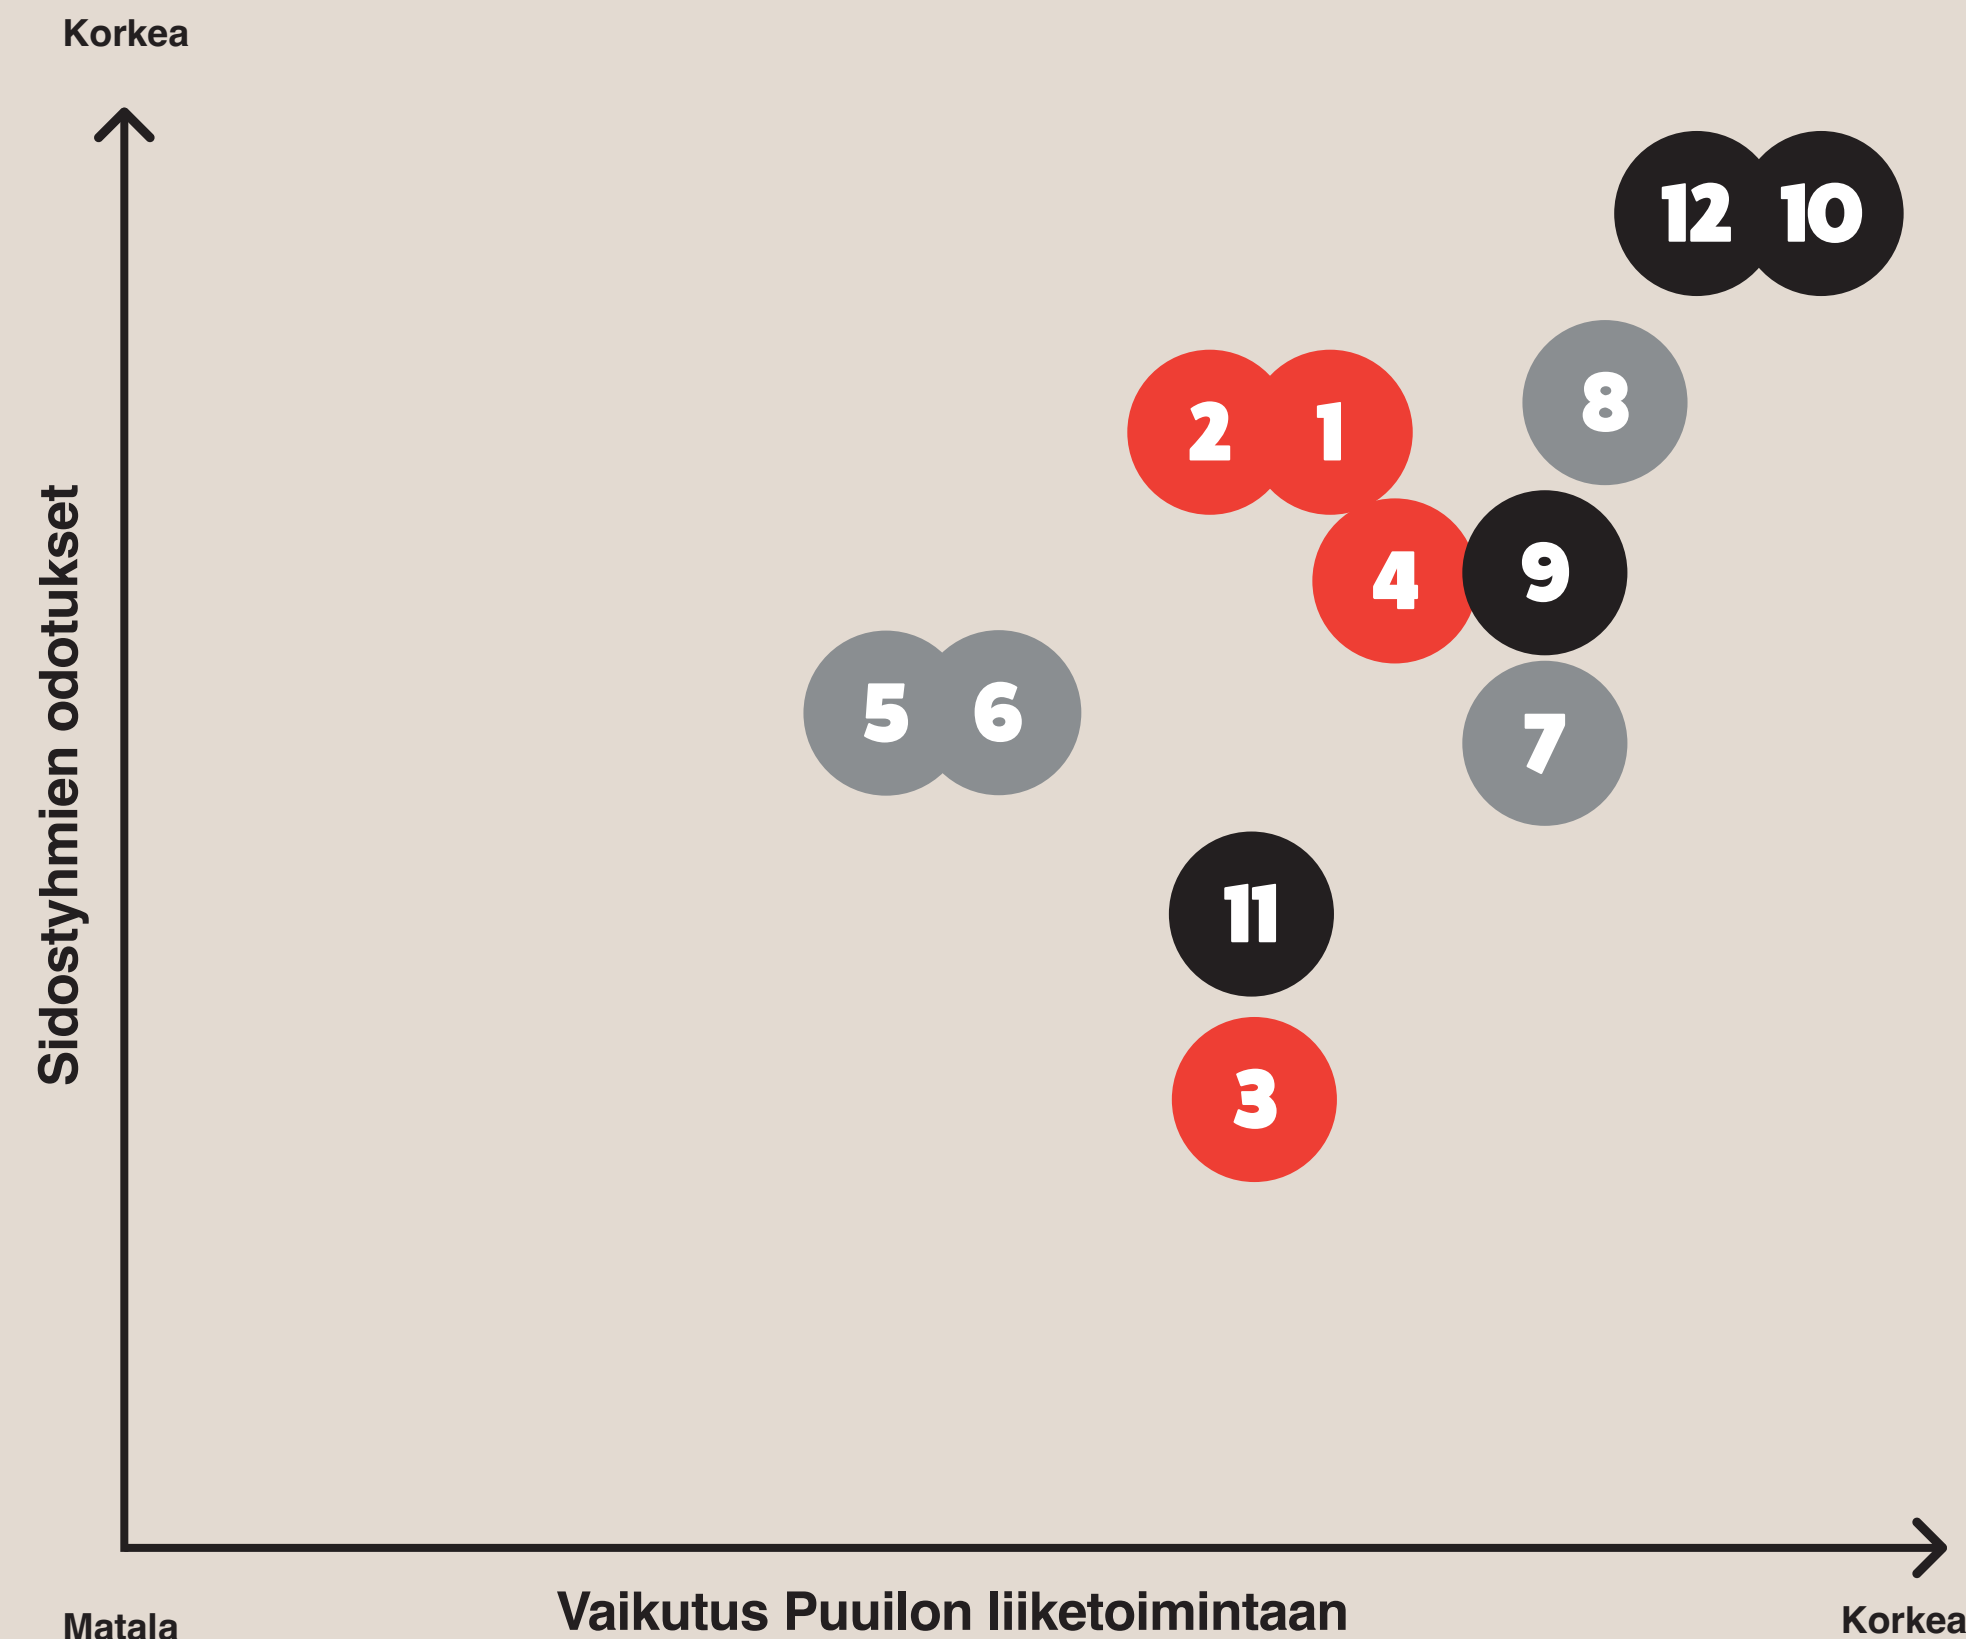 Korkea
12 10
8
2 1
4 9
5 6
7
11
3
Sidostyhmien odotukset
Vaikutus Puuilon liiketoimintaan
Matala
Korkea